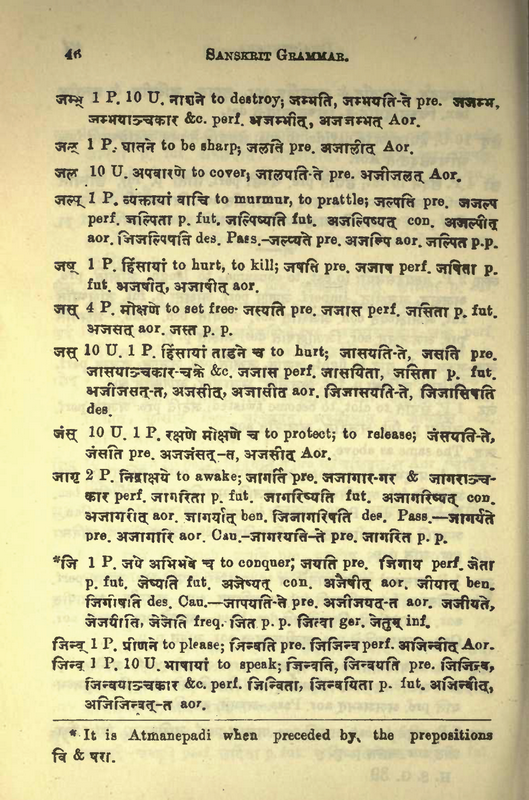 46 SANSKRIT GRAMMAR.
जम्भ् 1 P. 10 U. नाशने to destroy; जम्भति, जम्भयति-ते pre. जजम्भ,
जम्भयाञ्चकार &c. perf. अजम्भीत्, अजजम्भत् Aor.
जल् 1 P. घातने to be sharp; जलति pre. अजालीत् Aor.
जल 10 U. अपवारणे to cover; जालयति-ते pre. अजीजलत् Aor.
जल्प् 1 P. व्यक्तायां वाचि to murmur, to prattle; जल्पति pre. जजल्प
perf. जल्पिता p. fut. जल्पिष्यति fut. अजल्पिष्यत् con. अजल्पीत्
aor. जिजल्पिषति des. Pass.-जल्प्यते pre. अजल्पि aor. जल्पित p.p.
जष् 1 P. हिंसायां to hurt, to kill; जषति pre. जजाष perf. जषिता p.
fut. अजषीत्, अजाषीत् aor.
जस् 4 P. मोक्षणे to set free- जस्यति pre. जजास perf. जसिता p. fut.
अजसत् aor. जस्त p. p.
जस् 10 U. 1 P. हिंसायां ताडने च to hurt; जासयति-ते, जसति pre.
जासयाञ्चकार-चक्रे &c. जजास perf. जासयिता, जसिता p. fut.
अजीजसत्-त, अजसीत्, अजासीत् aor. जिजासयति-ते, जिजासिषति
des.
जंस् 10 U. 1 P. रक्षणे मोक्षणे च to protect; to release; जंसयति-ते,
जंसति pre. अजजंसत्-त, अजसीत् Aor.
जागृ 2 P. निद्राक्षये to awake; जागर्ति pre. जजागार-गर & जागराञ्च-
कार perf. जागरिता p. fut. जागरिष्यति fut. अजागरिष्यत् con.
अजागरीत् aor. जागर्यात् ben. जिजागरिषति des. Pass.—जागर्यते
pre. अजागारि aor. Cau.—जागरयति-ते pre. जागरित p. p.
*जि 1 P. जये अभिभवे च to conquer; जयति pre. जिगाय perf. जेता
p. fut. जेष्यति fut. अजेष्यत् con. अजैषीत् aor. जीयात् ben.
जिगीषति des. Cau.—जापयति-ते pre. अजीजयत्-त aor. जजीयते,
जेजयीति, जेजेति freq. जित p. p. जित्वा ger. जेतुम् inf.
जिन्व् 1 P. प्रीणने to please; जिन्वति pre. जिजिन्व perf. अजिन्वीत् Aor.
जिन्व् 1 P. 10 U. भाषायां to speak; जिन्वति, जिन्वयति pre. जिजिन्व,
जिन्वयाञ्चकार &c. perf. जिन्विता, जिन्वयिता p. fut. अजिन्वीत्,
अजिजिन्वत्-त aor.
* It is Atmanepadi when preceded by the prepositions
वि & परा.